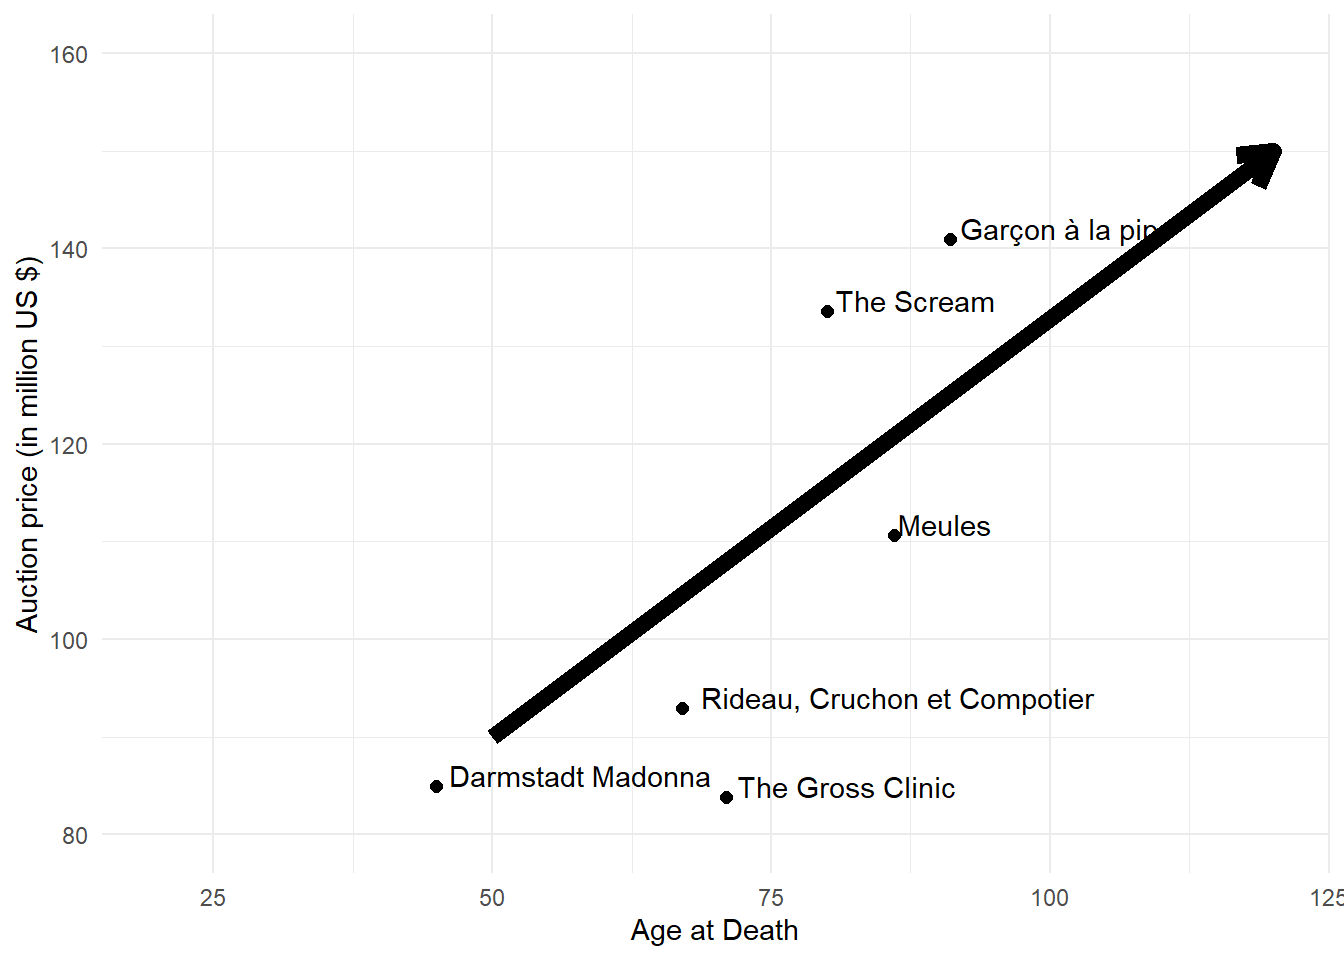 160
140
120
100
80
Auction price (in million US $)
Garçon à la pip
The Scream
Meules
Rideau, Cruchon et Compotier
Darmstadt Madonna
The Gross Clinic
25
50
75
100
125
Age at Death